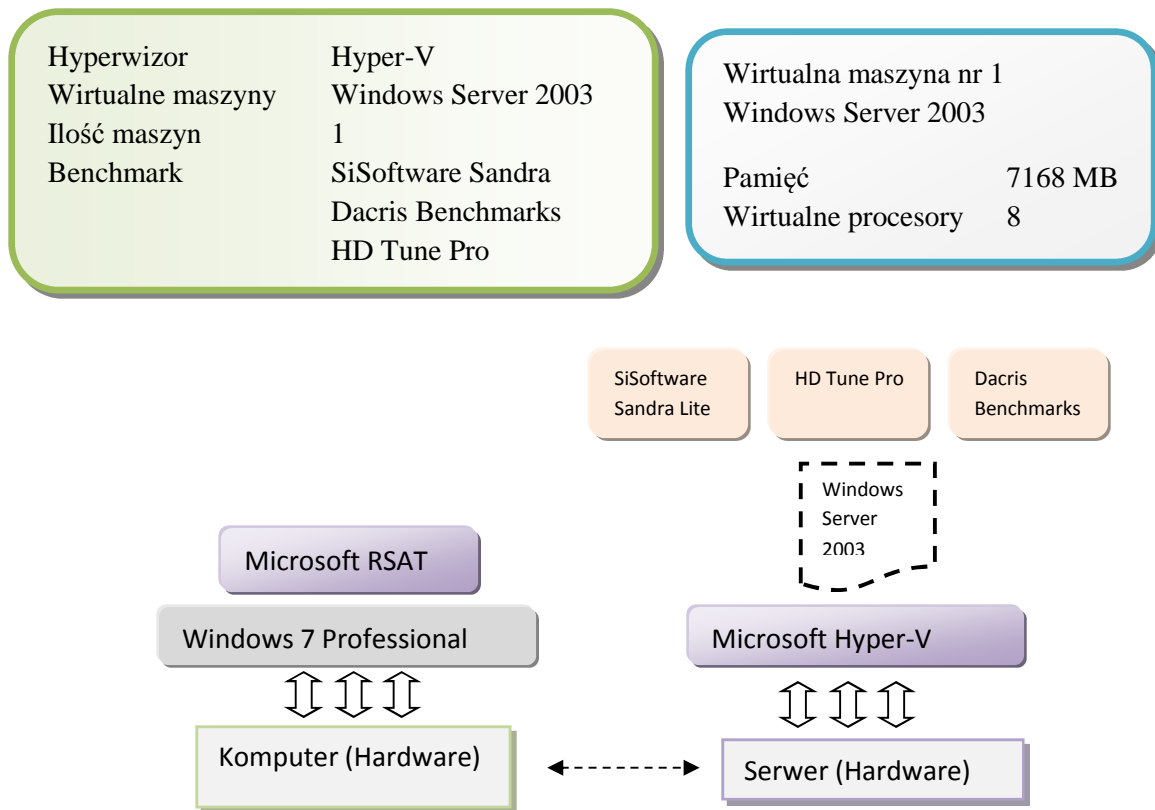 Hyperwizor Hyper-V
Wirtualne maszyny Windows Server 2003
Ilość maszyn 1
Benchmark SiSoftware Sandra
Dacris Benchmarks
HD Tune Pro
Wirtualna maszyna nr 1
Windows Server 2003
Pamięć 7168 MB
Wirtualne procesory 8
SiSoftware
Sandra Lite
HD Tune Pro
Dacris
Benchmarks
Windows
Server
2003
Microsoft RSAT
Windows 7 Professional
Microsoft Hyper-V
Komputer (Hardware)
Serwer (Hardware)